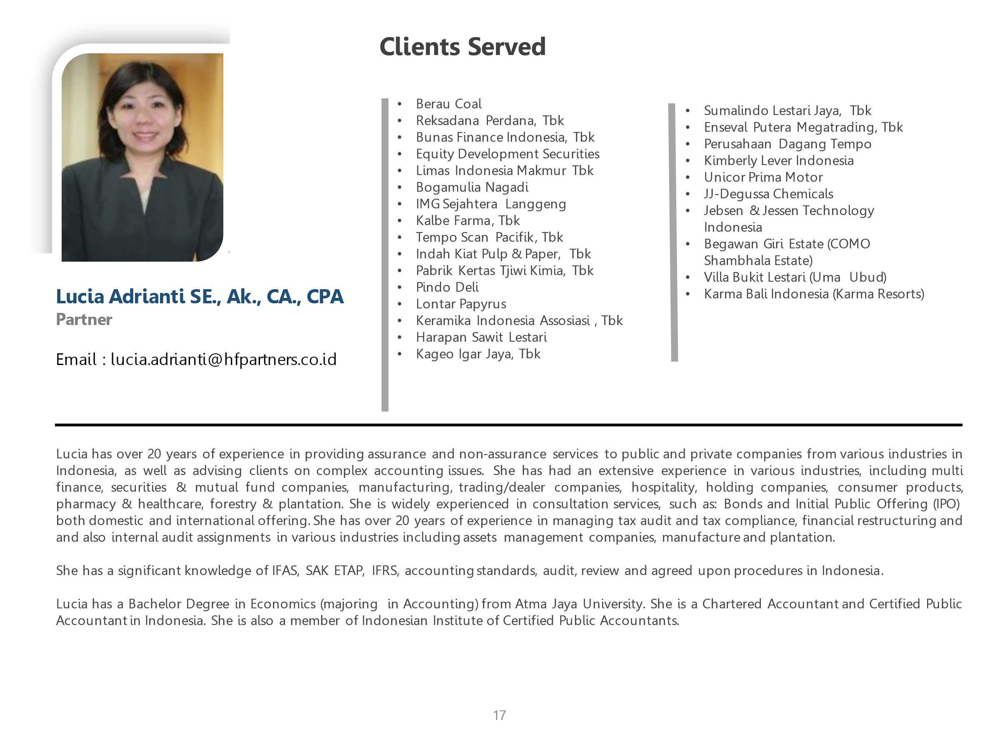 Clients Served
Lucia Adrianti SE., Ak., CA., CPA
Partner
Email : lucia.adrianti@hfpartners.co.id
• Berau Coal
• Reksadana Perdana, Tbk
• Bunas Finance Indonesia, Tbk
• Equity Development Securities
• Limas Indonesia Makmur Tbk
• Bogamulia Nagadi
• IMG Sejahtera Langgeng
• Kalbe Farma, Tbk
• Tempo Scan Pacifik, Tbk
• Indah Kiat Pulp & Paper, Tbk
• Pabrik Kertas Tjiwi Kimia, Tbk
• Pindo Deli
• Lontar Papyrus
• Keramika Indonesia Assosiasi , Tbk
• Harapan Sawit Lestari
• Kageo Igar Jaya, Tbk
• Sumalindo Lestari Jaya, Tbk
• Enseval Putera Megatrading, Tbk
• Perusahaan Dagang Tempo
• Kimberly Lever Indonesia
• Unicor Prima Motor
• JJ-Degussa Chemicals
• Jebsen & Jessen Technology
Indonesia
• Begawan Giri Estate (COMO
Shambhala Estate)
• Villa Bukit Lestari (Uma Ubud)
• Karma Bali Indonesia (Karma Resorts)
Lucia has over 20 years of experience in providing assurance and non-assurance services to public and private companies from various industries in
Indonesia, as well as advising clients on complex accounting issues. She has had an extensive experience in various industries, including multi
finance, securities & mutual fund companies, manufacturing, trading/dealer companies, hospitality, holding companies, consumer products,
pharmacy & healthcare, forestry & plantation. She is widely experienced in consultation services, such as: Bonds and Initial Public Offering (IPO)
both domestic and international offering. She has over 20 years of experience in managing tax audit and tax compliance, financial restructuring and
and also internal audit assignments in various industries including assets management companies, manufacture and plantation.
She has a significant knowledge of IFAS, SAK ETAP, IFRS, accounting standards, audit, review and agreed upon procedures in Indonesia.
Lucia has a Bachelor Degree in Economics (majoring in Accounting) from Atma Jaya University. She is a Chartered Accountant and Certified Public
Accountant in Indonesia. She is also a member of Indonesian Institute of Certified Public Accountants.
17